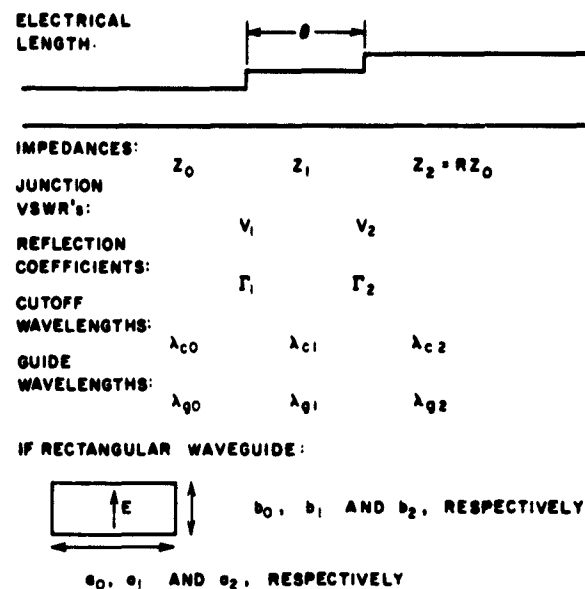 ELECTRICAL
LENGTH:
θ
IMPEDANCES:
Z0 Z1 Z2 = RZ0
JUNCTION
VSWR's:
V1 V2
REFLECTION
COEFFICIENTS:
Γ1 Γ2
CUTOFF
WAVELENGTHS:
λc0 λc1 λc2
GUIDE
WAVELENGTHS:
λg0 λg1 λg2
IF RECTANGULAR WAVEGUIDE:
E
b0, b1 AND b2, RESPECTIVELY
a0, a1 AND a2, RESPECTIVELY